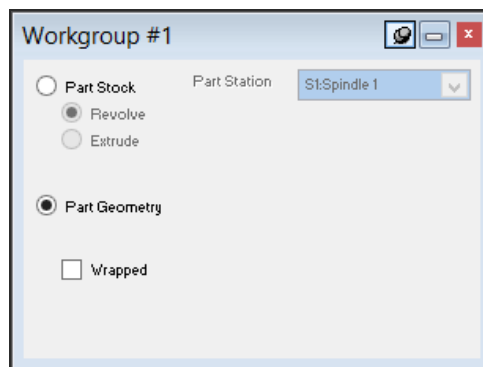 Workgroup #1
Part Stock Part Station S1:Spindle 1
Revolve
Extrude
Part Geometry
Wrapped